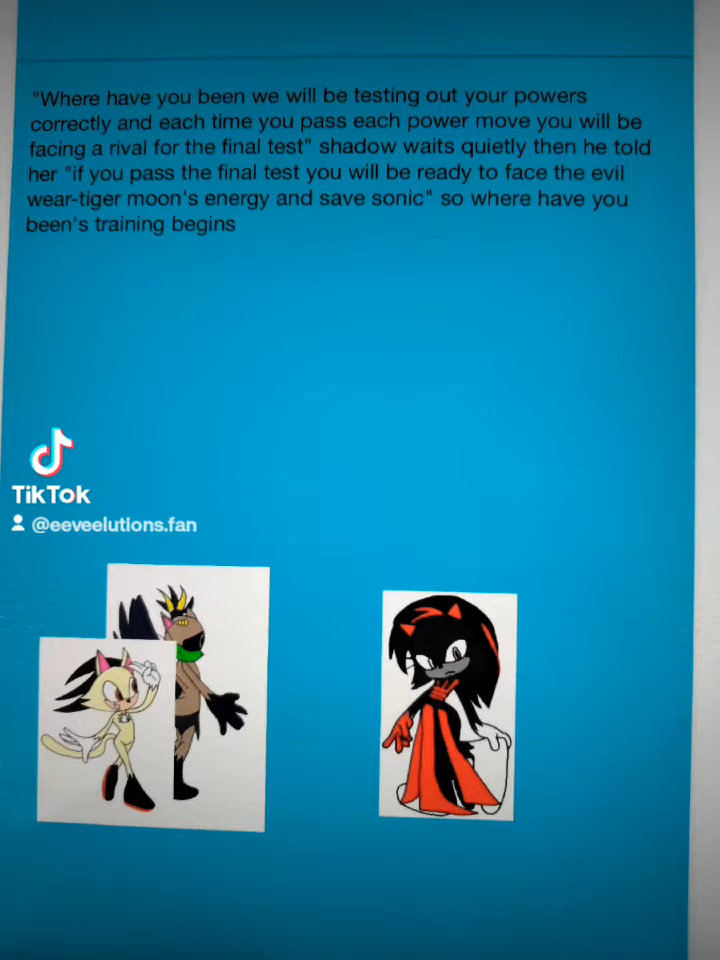 "Where have you been we will be testing out your powers
correctly and each time you pass each power move you will be
facing a rival for the final test" shadow waits quietly then he told
her "if you pass the final test you will be ready to face the evil
wear-tiger moon's energy and save sonic" so where have you
been's training begins
TikTok
@eeveelutions.fan